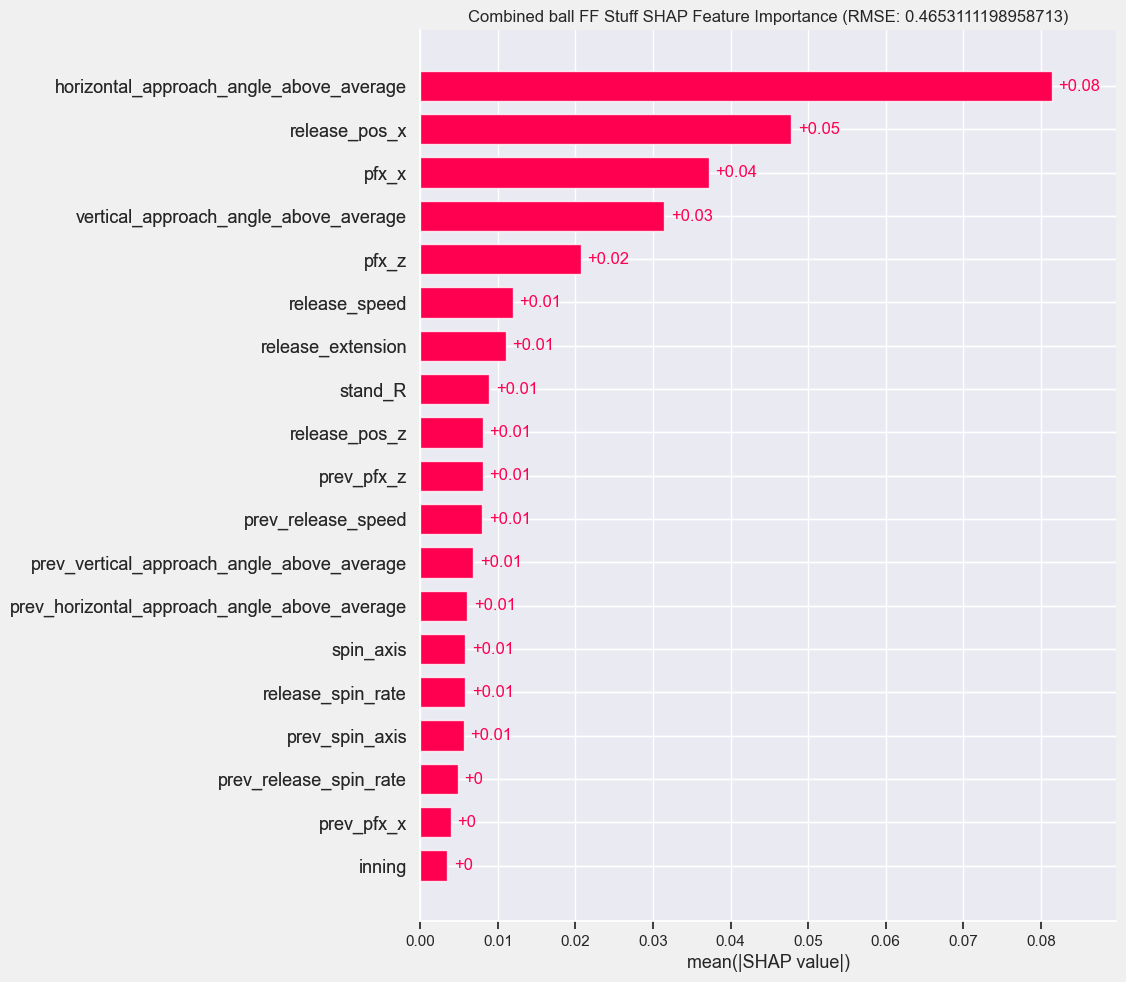 Combined ball FF Stuff SHAP Feature Importance (RMSE: 0.4653111198958713)
horizontal_approach_angle_above_average +0.08
release_pos_x +0.05
pfx_x +0.04
vertical_approach_angle_above_average +0.03
pfx_z +0.02
release_speed +0.01
release_extension +0.01
stand_R +0.01
release_pos_z +0.01
prev_pfx_z +0.01
prev_release_speed +0.01
prev_vertical_approach_angle_above_average +0.01
prev_horizontal_approach_angle_above_average +0.01
spin_axis +0.01
release_spin_rate +0.01
prev_spin_axis +0.01
prev_release_spin_rate +0
prev_pfx_x +0
inning +0
0.00 0.01 0.02 0.03 0.04 0.05 0.06 0.07 0.08
mean(|SHAP value|)